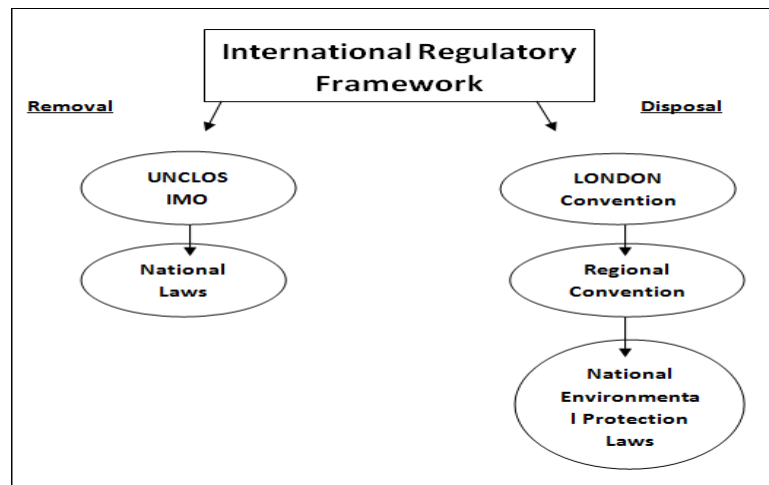 International Regulatory
Framework
Removal
Disposal
UNCLOS
IMO
National
Laws
LONDON
Convention
Regional
Convention
National
Environmenta
l Protection
Laws